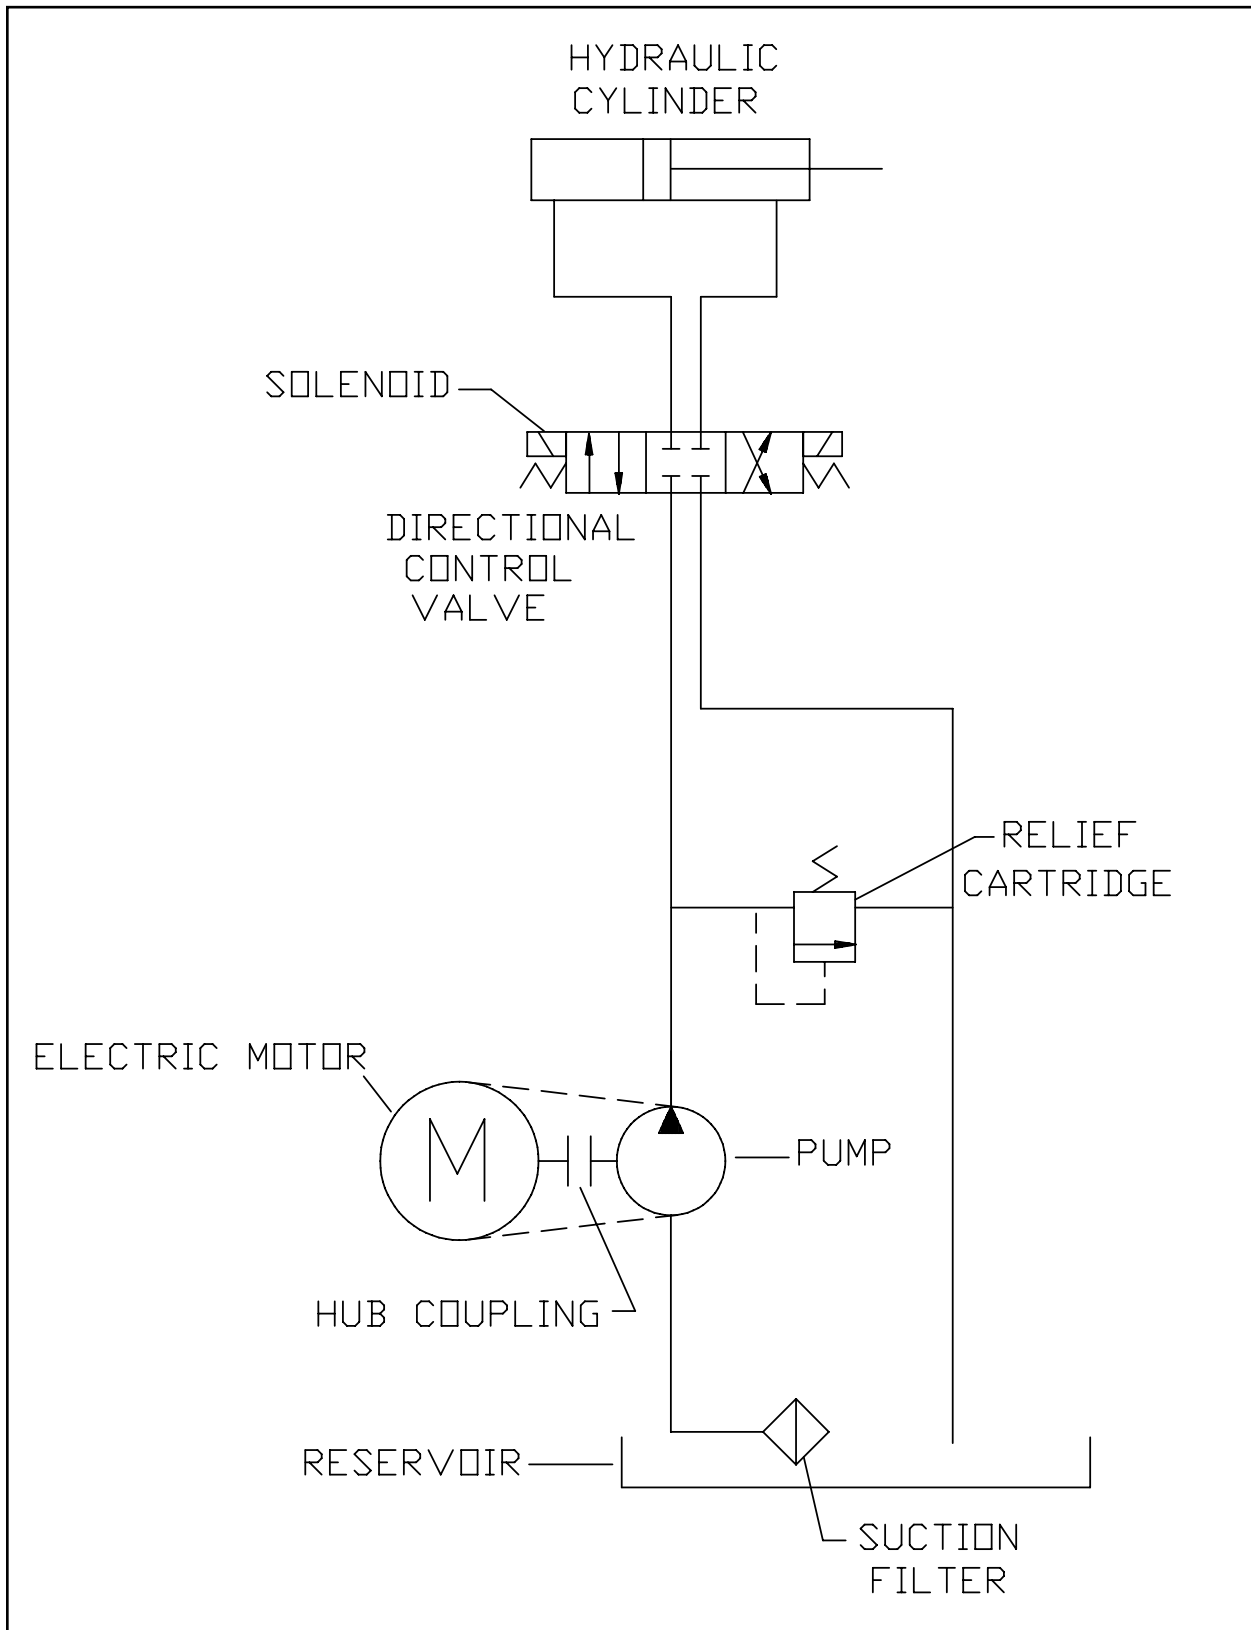 HYDRAULIC
CYLINDER
SOLENOID
DIRECTIONAL
CONTROL
VALVE
RELIEF
CARTRIDGE
ELECTRIC MOTOR
M
PUMP
HUB COUPLING
RESERVOIR
SUCTION
FILTER